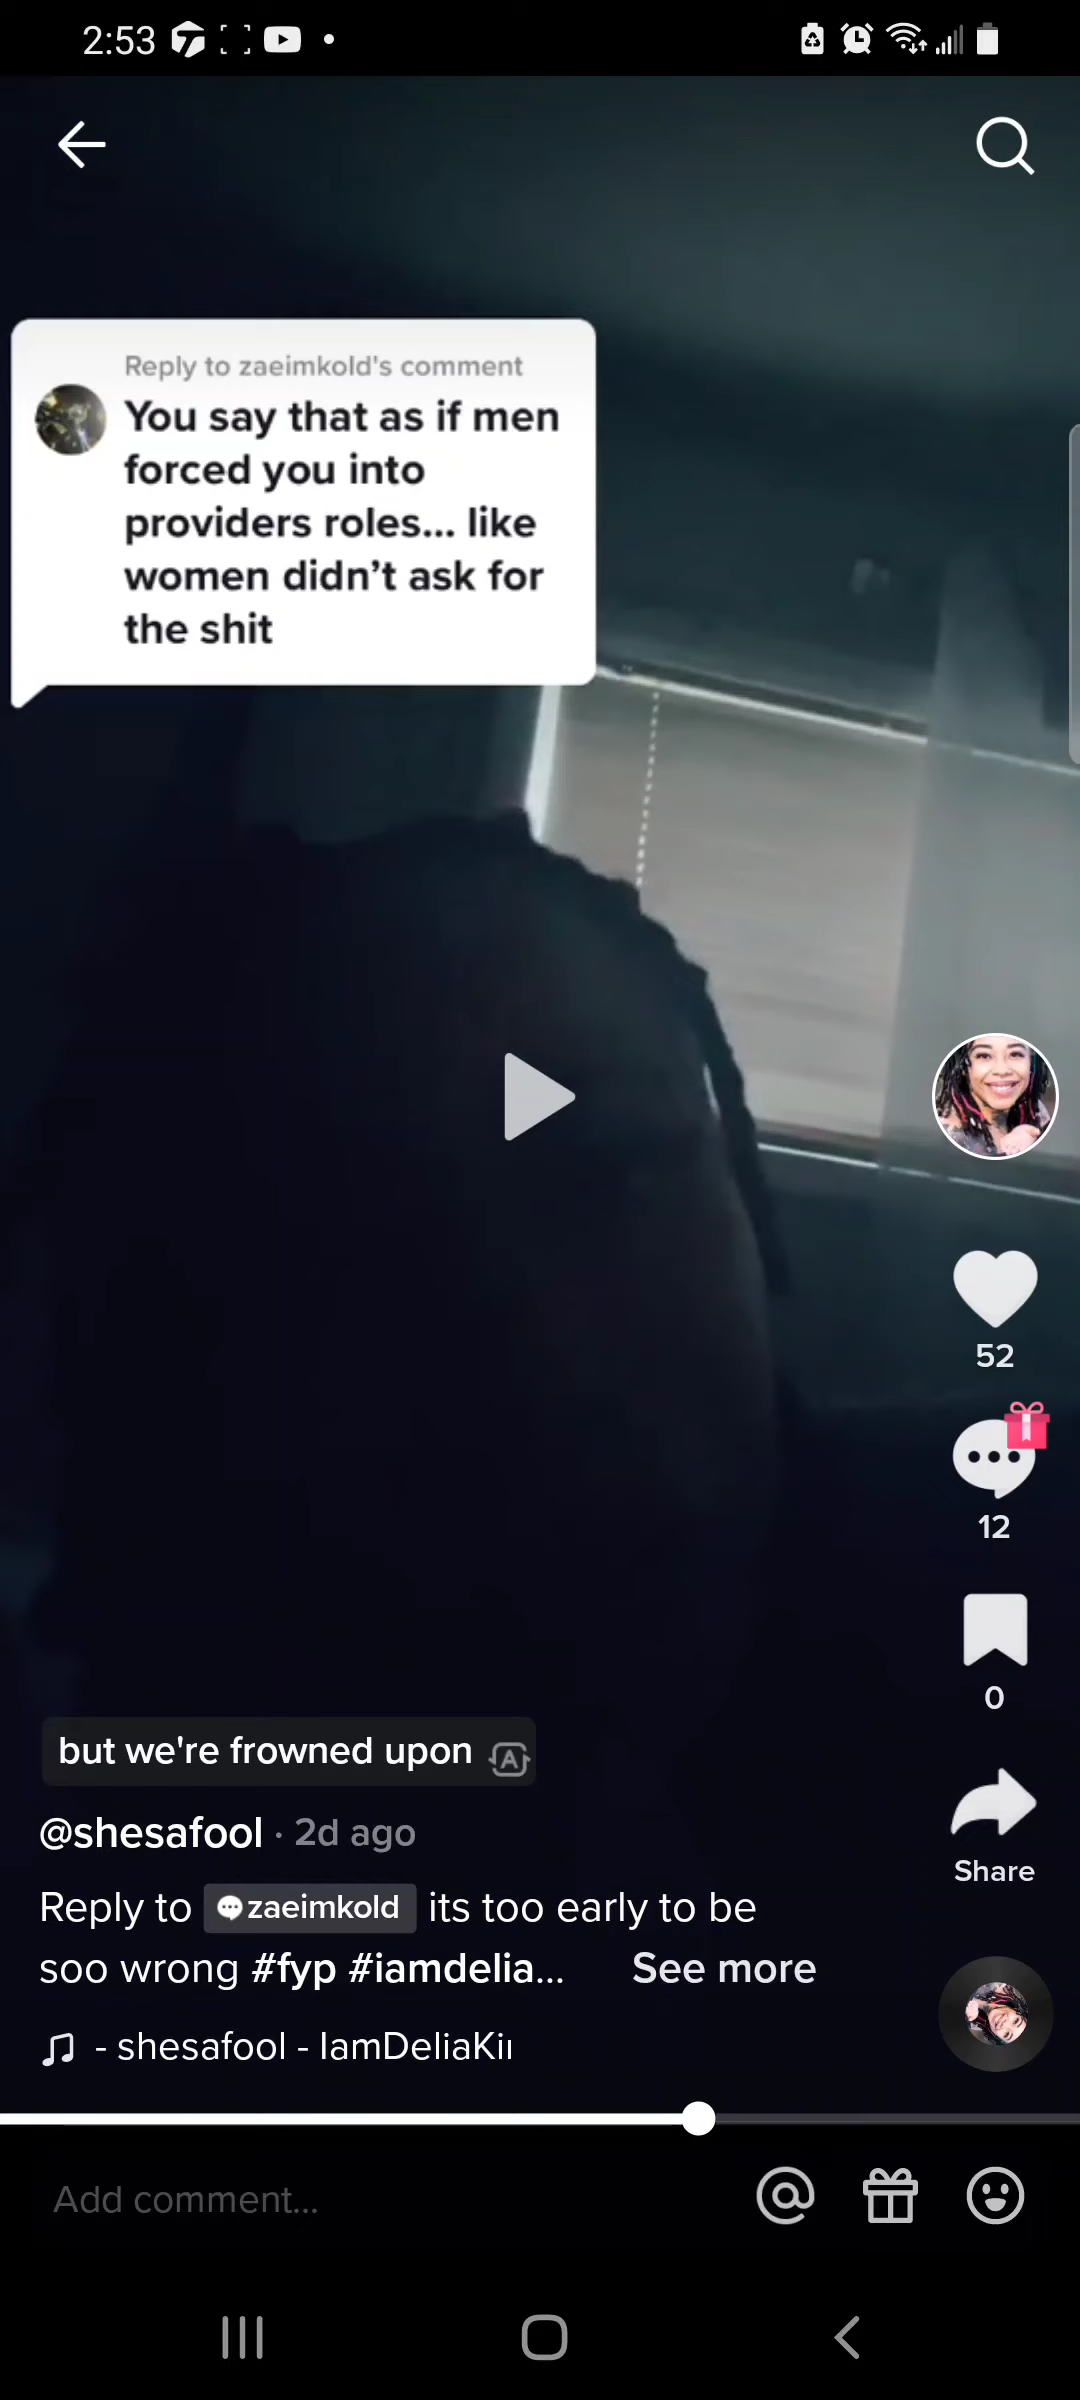 2:53
Reply to zaeimkold's comment
You say that as if men
forced you into
providers roles... like
women didn't ask for
the shit
52
12
0
but we're frowned upon
@shesafool · 2d ago
Share
Reply to zaeimkold its too early to be
soo wrong #fyp #iamdelia... See more
- shesafool - IamDeliaKi
Add comment...